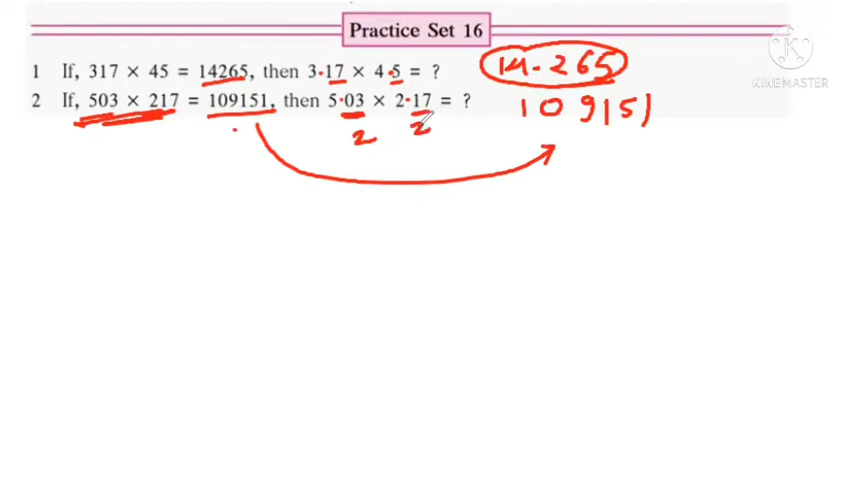 Practice Set 16
1 If, 317 × 45 = 14265, then 3·17 × 4·5 = ?
14.265
2 If, 503 × 217 = 109151, then 5·03 × 2·17 = ?
109151
2 2
KINEMASTER